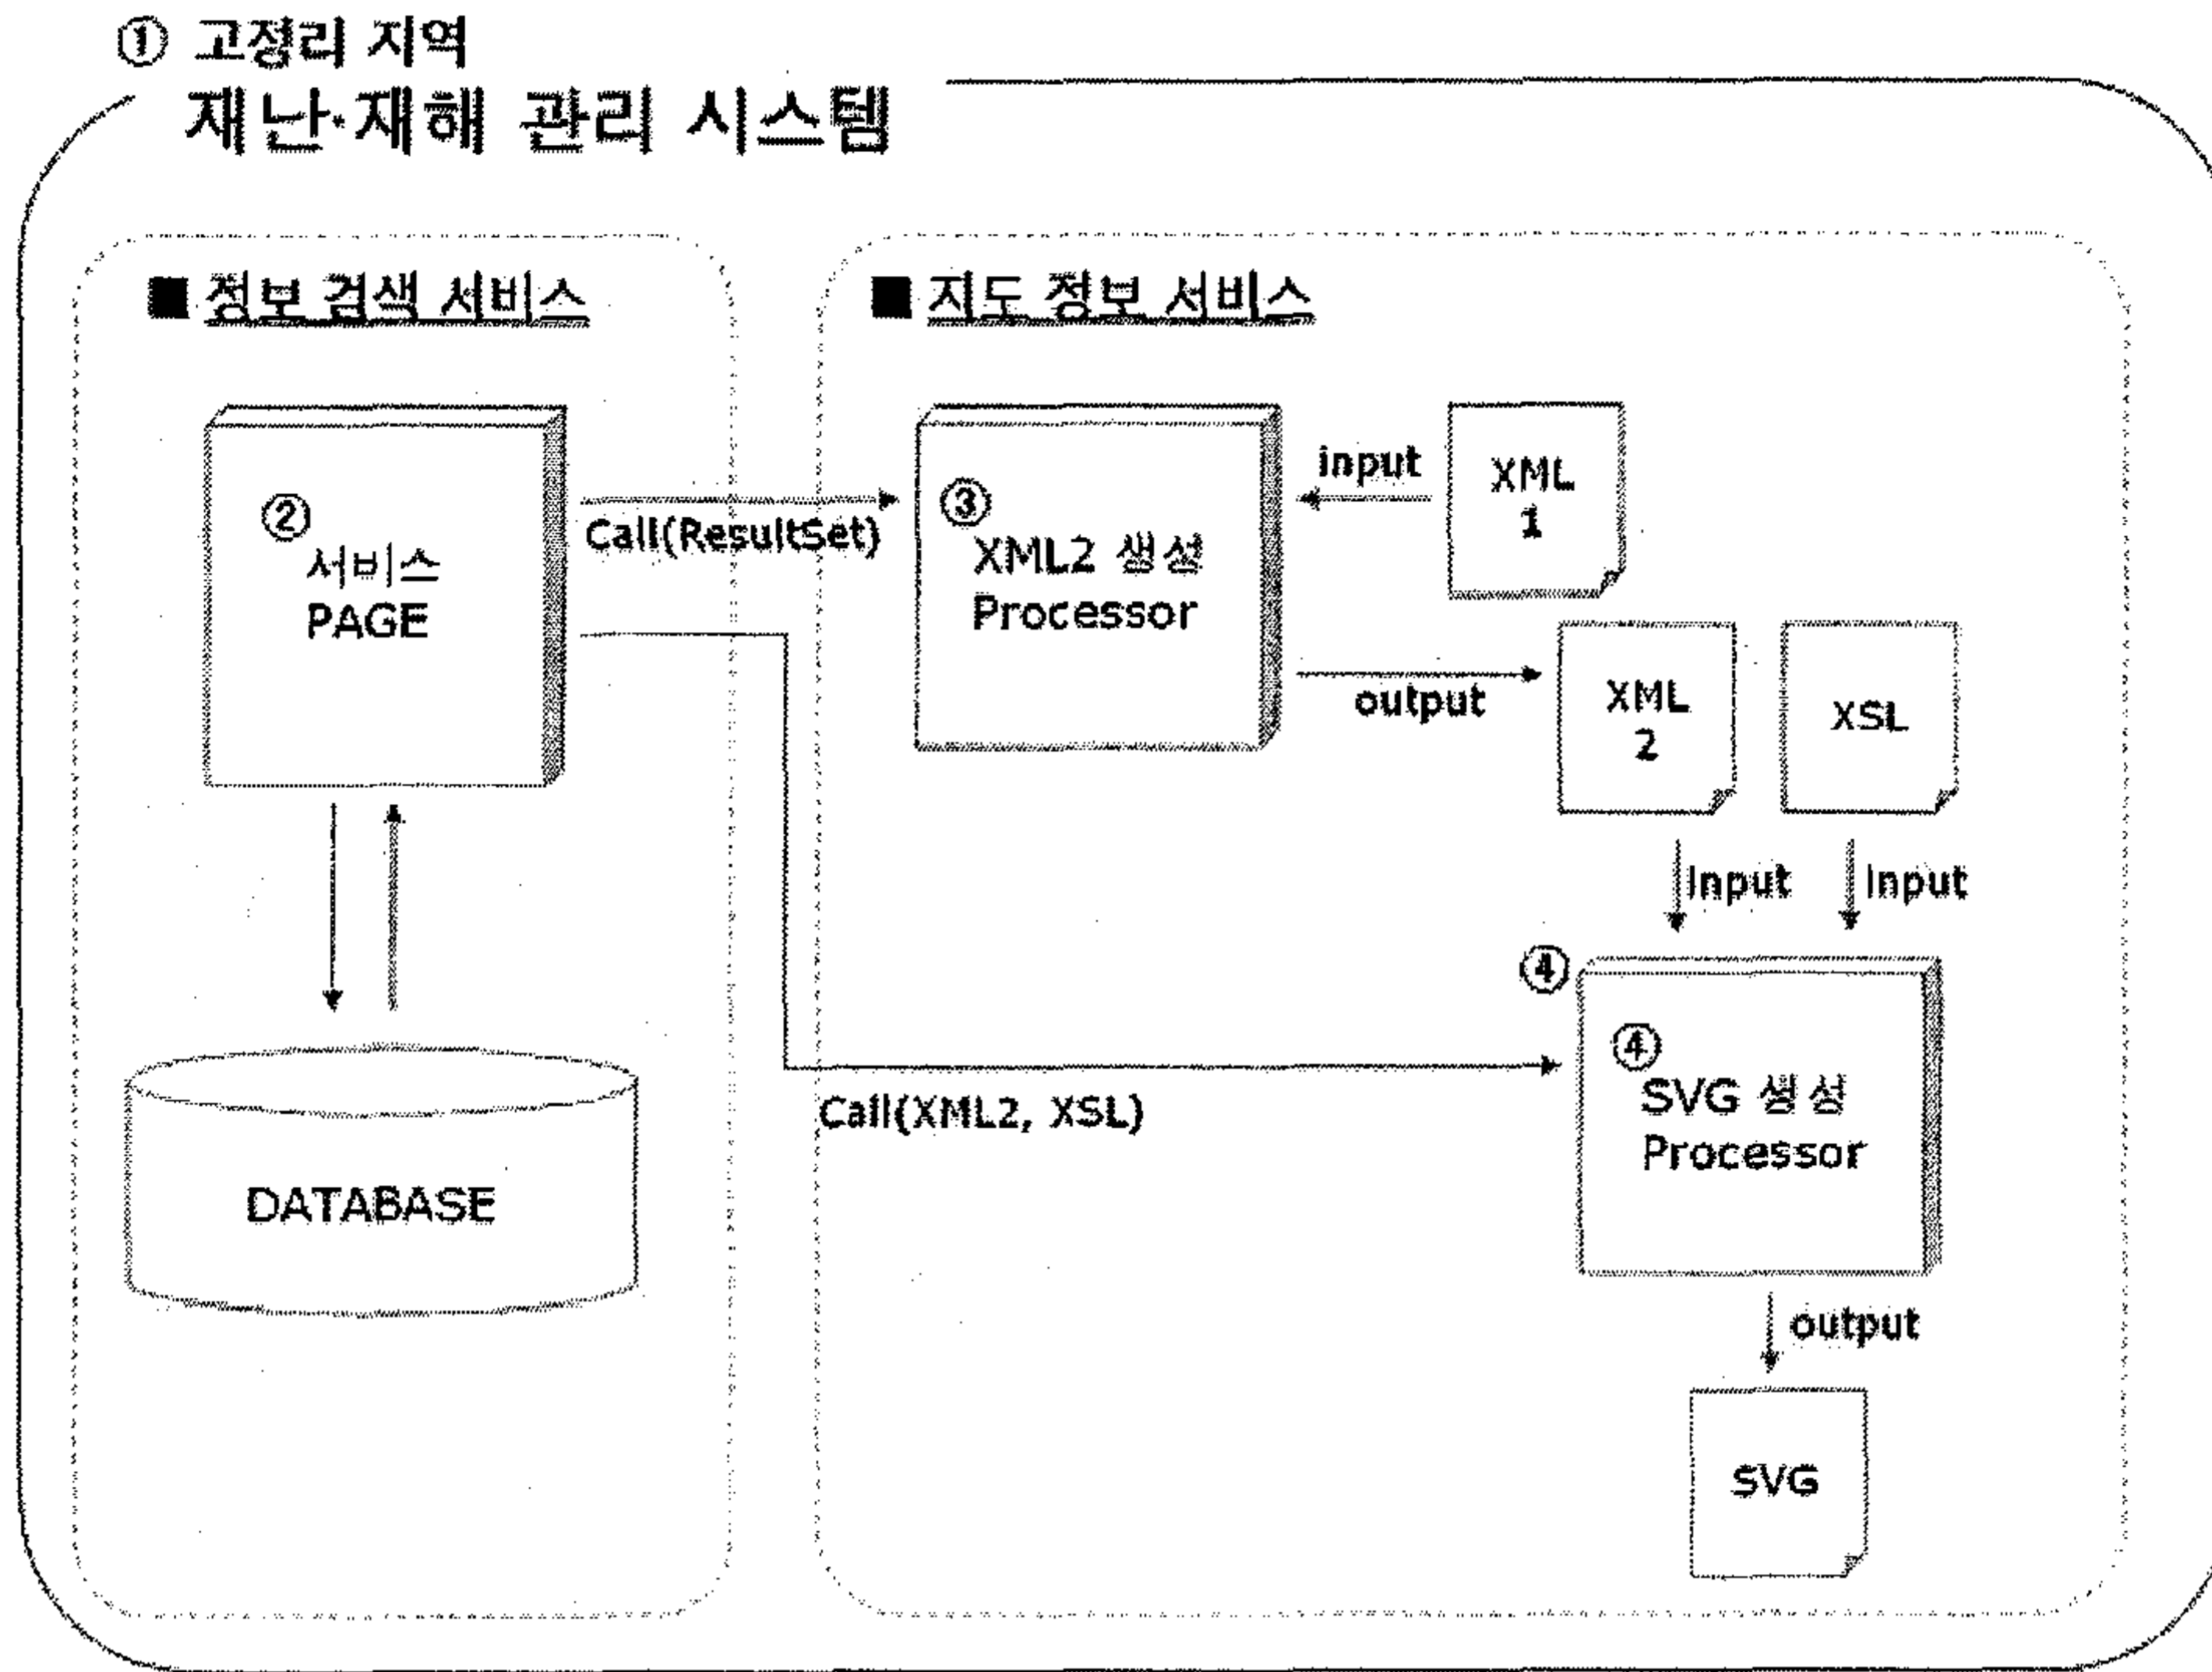 ① 고정리 지역
재난·재해 관리 시스템
■ 정보 검색 서비스
②
서비스
PAGE
DATABASE
Call(ResultSet)
■ 지도 정보 서비스
③
XML2 생성
Processor
input
XML
1
output
XML
2
XSL
Input
Input
Call(XML2, XSL)
④
④
SVG 생성
Processor
output
SVG